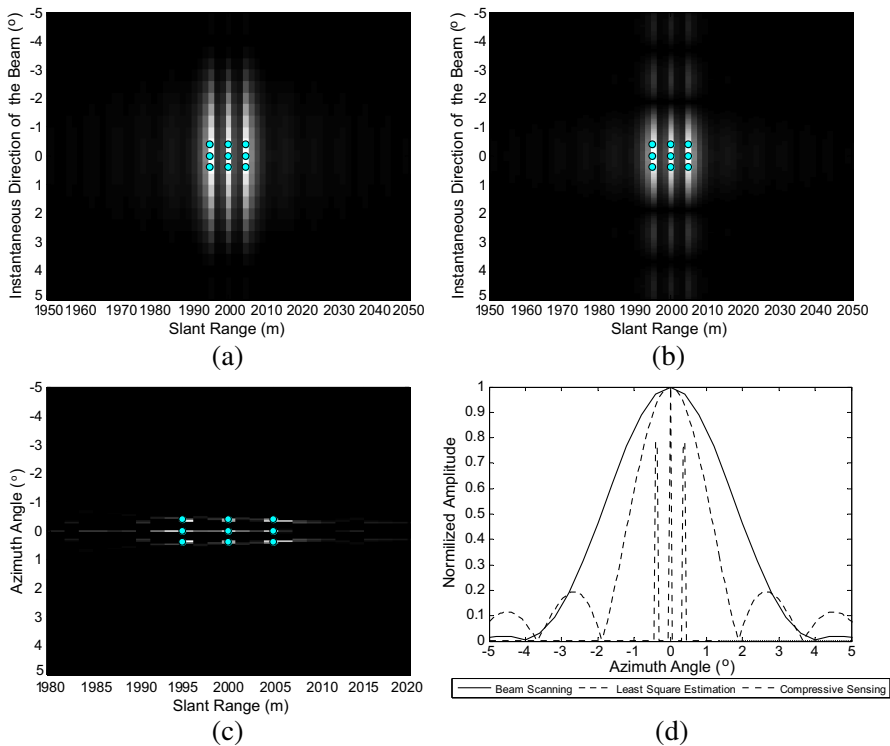 -5
-4
-3
-2
-1
0
1
2
3
4
5
Instantaneous Direction of the Beam (º)
1950 1960 1970 1980 1990 2000 2010 2020 2030 2040 2050
Slant Range (m)
(a)
-5
-4
-3
-2
-1
0
1
2
3
4
5
Instantaneous Direction of the Beam (º)
1950 1960 1970 1980 1990 2000 2010 2020 2030 2040 2050
Slant Range (m)
(b)
-5
-4
-3
-2
-1
0
1
2
3
4
5
Azimuth Angle (º)
1980 1985 1990 1995 2000 2005 2010 2015 2020
Slant Range (m)
(c)
1
0.9
0.8
0.7
0.6
0.5
0.4
0.3
0.2
0.1
0
Normilized Amplitude
-5 -4 -3 -2 -1 0 1 2 3 4 5
Azimuth Angle (º)
Beam Scanning Least Square Estimation Compressive Sensing
(d)